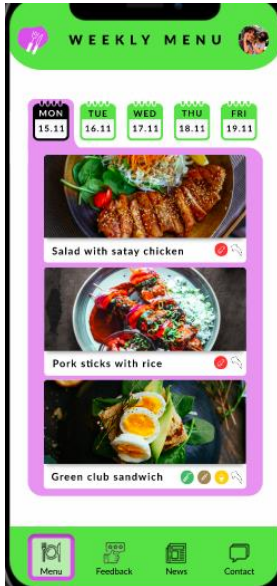 WEEKLY MENU
MON TUE WED THU FRI
15.11 16.11 17.11 18.11 19.11
Salad with satay chicken
Pork sticks with rice
Green club sandwich
Menu Feedback News Contact